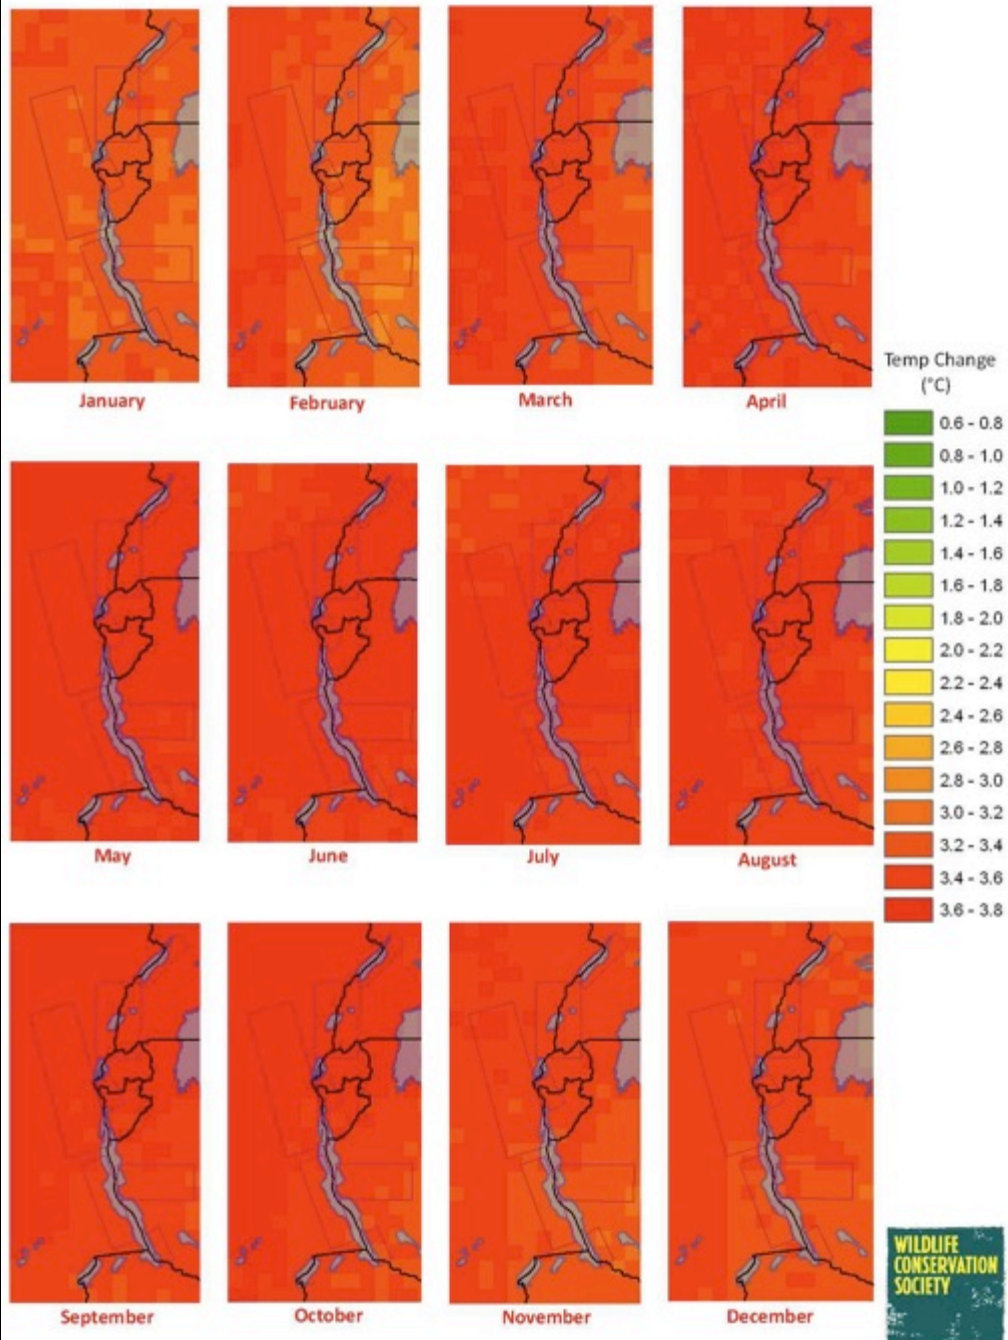 January
February
March
April
Temp Change
(°C)
0.6 - 0.8
0.8 - 1.0
1.0 - 1.2
1.2 - 1.4
1.4 - 1.6
1.6 - 1.8
1.8 - 2.0
2.0 - 2.2
2.2 - 2.4
2.4 - 2.6
2.6 - 2.8
2.8 - 3.0
3.0 - 3.2
3.2 - 3.4
3.4 - 3.6
3.6 - 3.8
May
June
July
August
September
October
November
December
WILDLIFE
CONSERVATION
SOCIETY